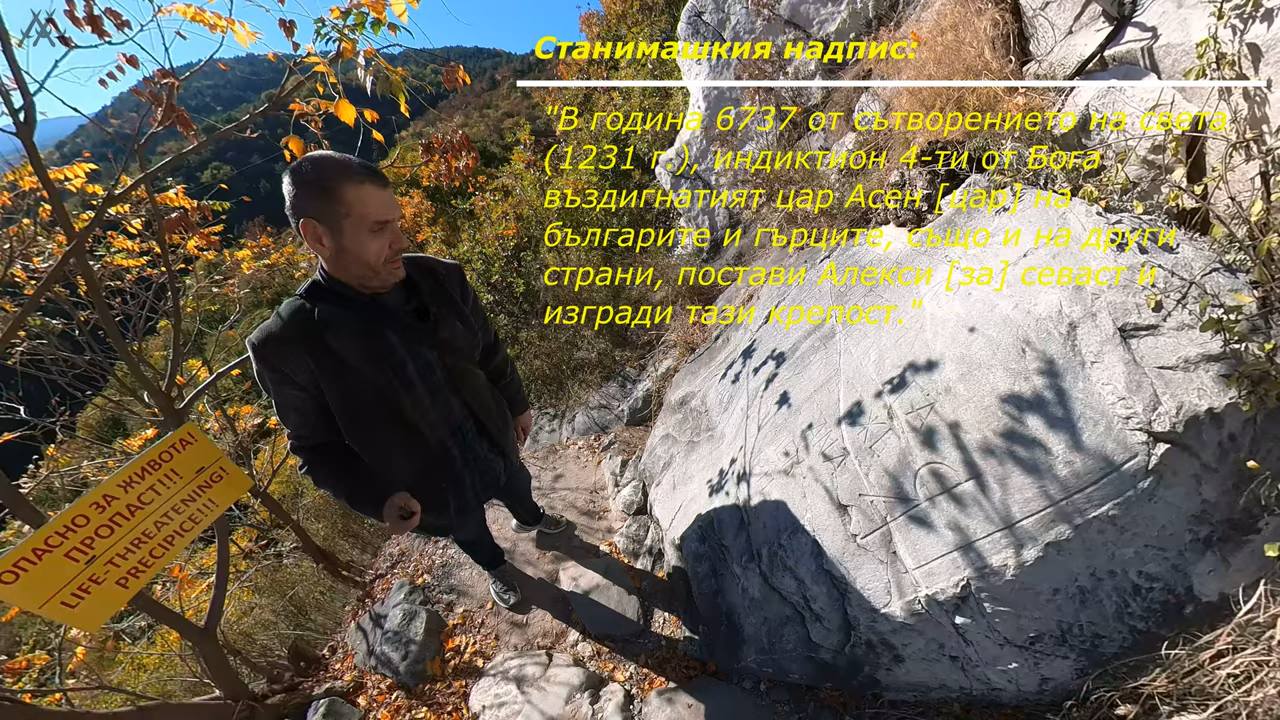 Станимашкия надпис:
"В година 6737 от сътворението на света
(1231 г.), индиктион 4-ти от Бога
въздигнатият цар Асен [цар] на
българите и гърците, също и на други
страни, постави Алекси [за] севаст и
изгради тази крепост."
ОПАСНО ЗА ЖИВОТА!
ПРОПАСТ!!!
LIFE-THREATENING!
PRECIPICE!!!